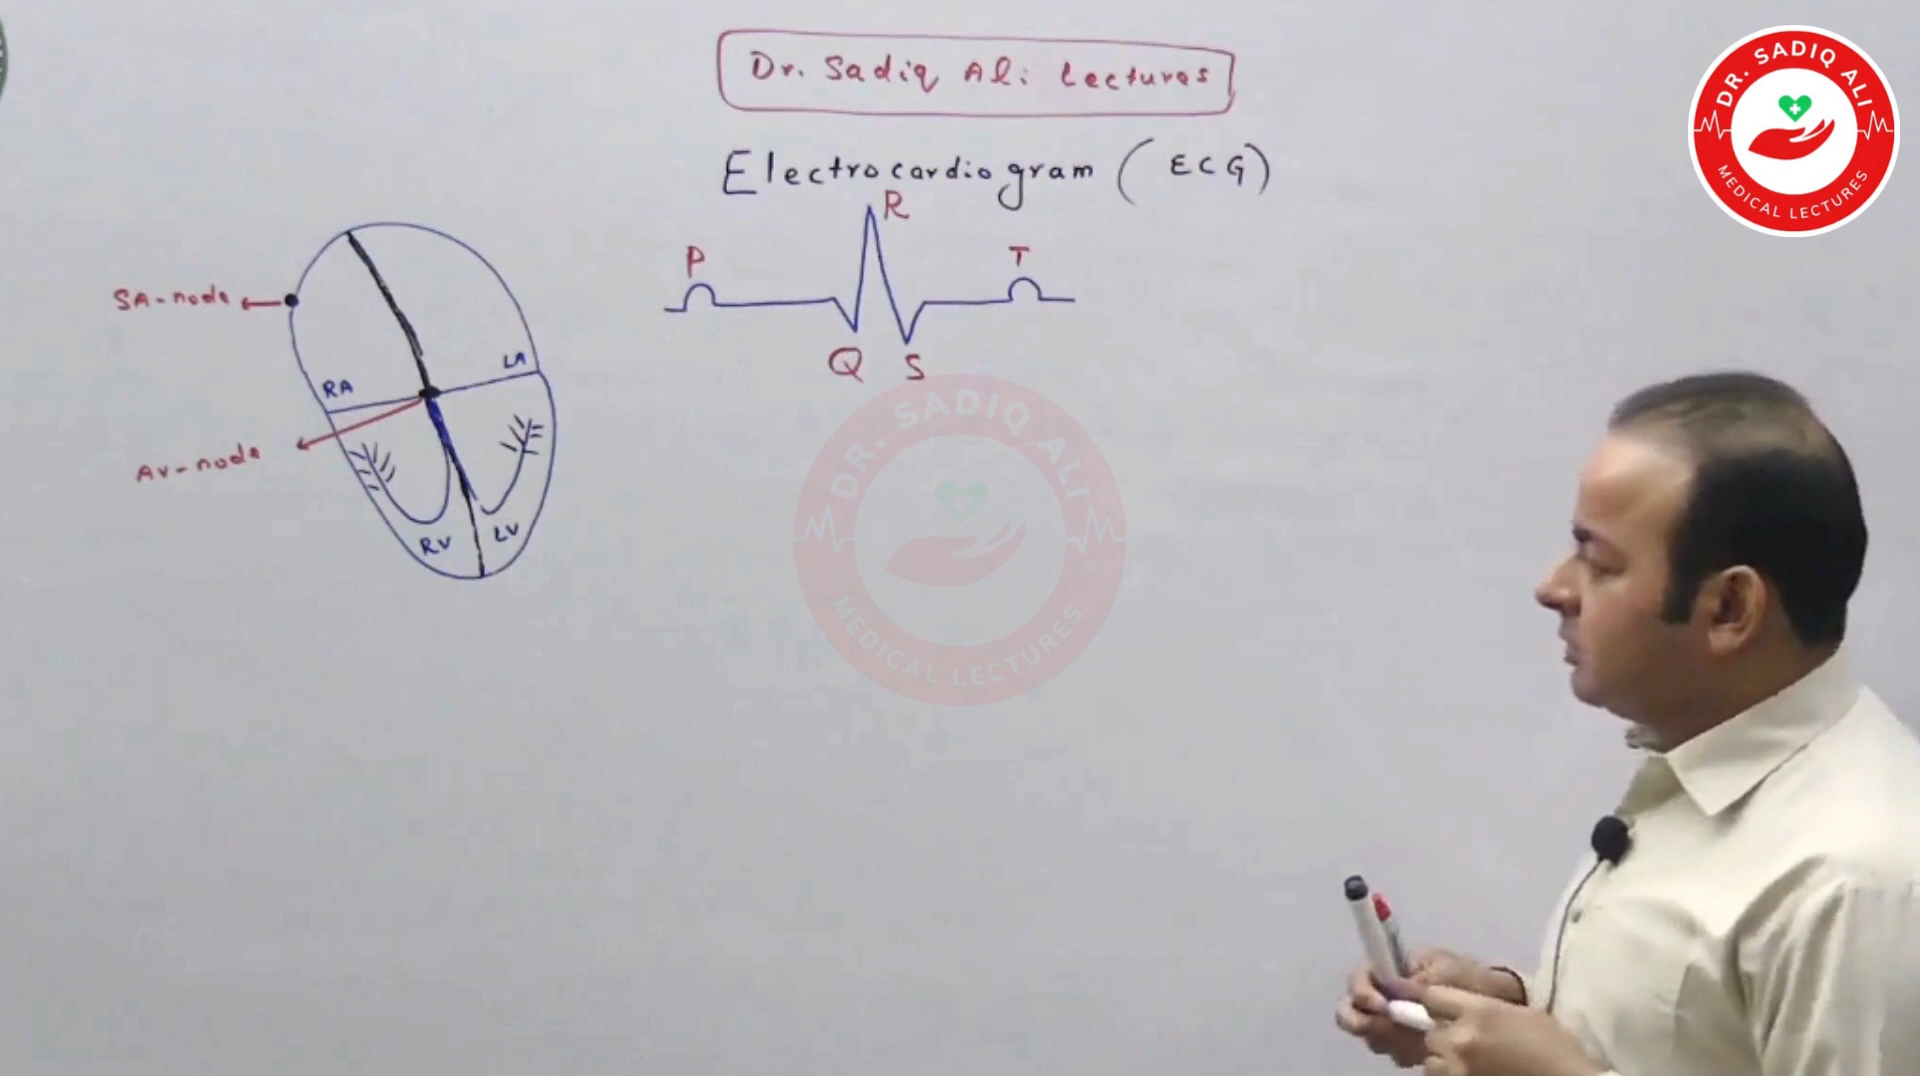 Dr. Sadiq Ali Lectures
DR. SADIQ ALI
MEDICAL LECTURES
Electrocardiogram (ECG)
R
P
T
SA-node
Q
S
LA
RA
AV-node
RV
LV
DR. SADIQ ALI
MEDICAL LECTURES